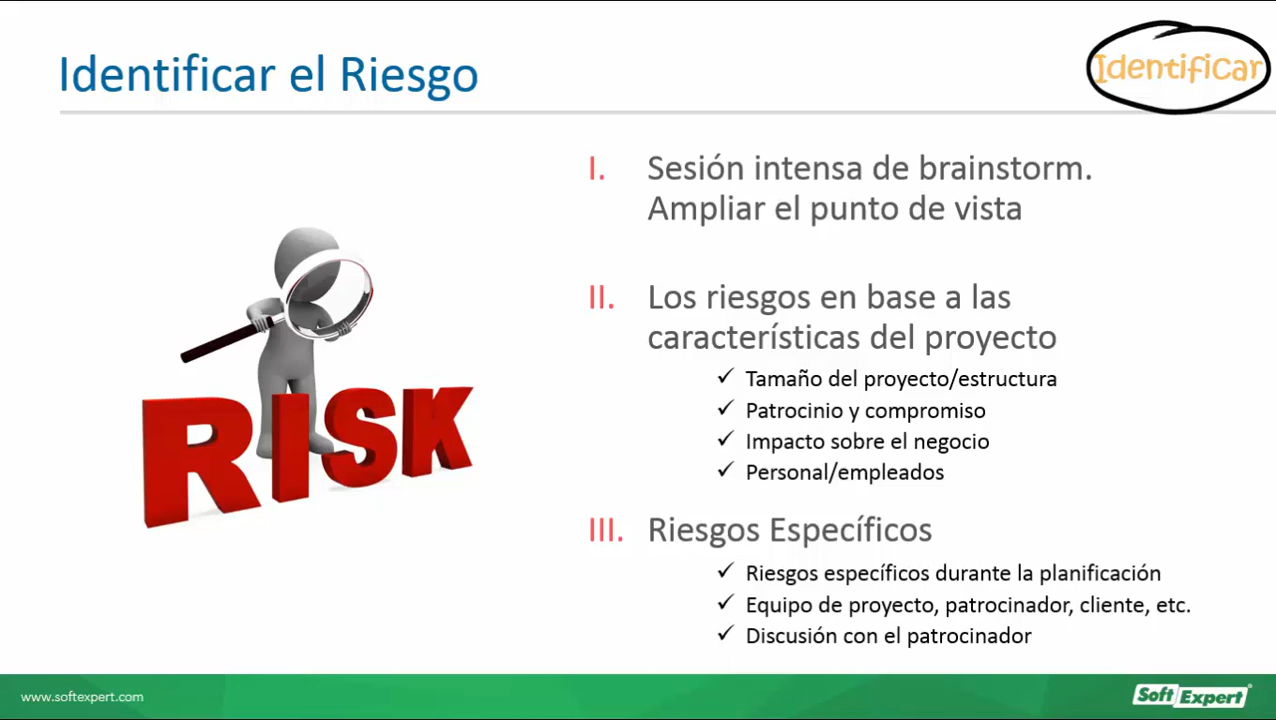 Identificar el Riesgo
Identificar
I. Sesión intensa de brainstorm.
Ampliar el punto de vista
II. Los riesgos en base a las
características del proyecto
✓ Tamaño del proyecto/estructura
✓ Patrocinio y compromiso
✓ Impacto sobre el negocio
✓ Personal/empleados
III. Riesgos Específicos
✓ Riesgos específicos durante la planificación
✓ Equipo de proyecto, patrocinador, cliente, etc.
✓ Discusión con el patrocinador
RISK
www.softexpert.com
SoftExpert®